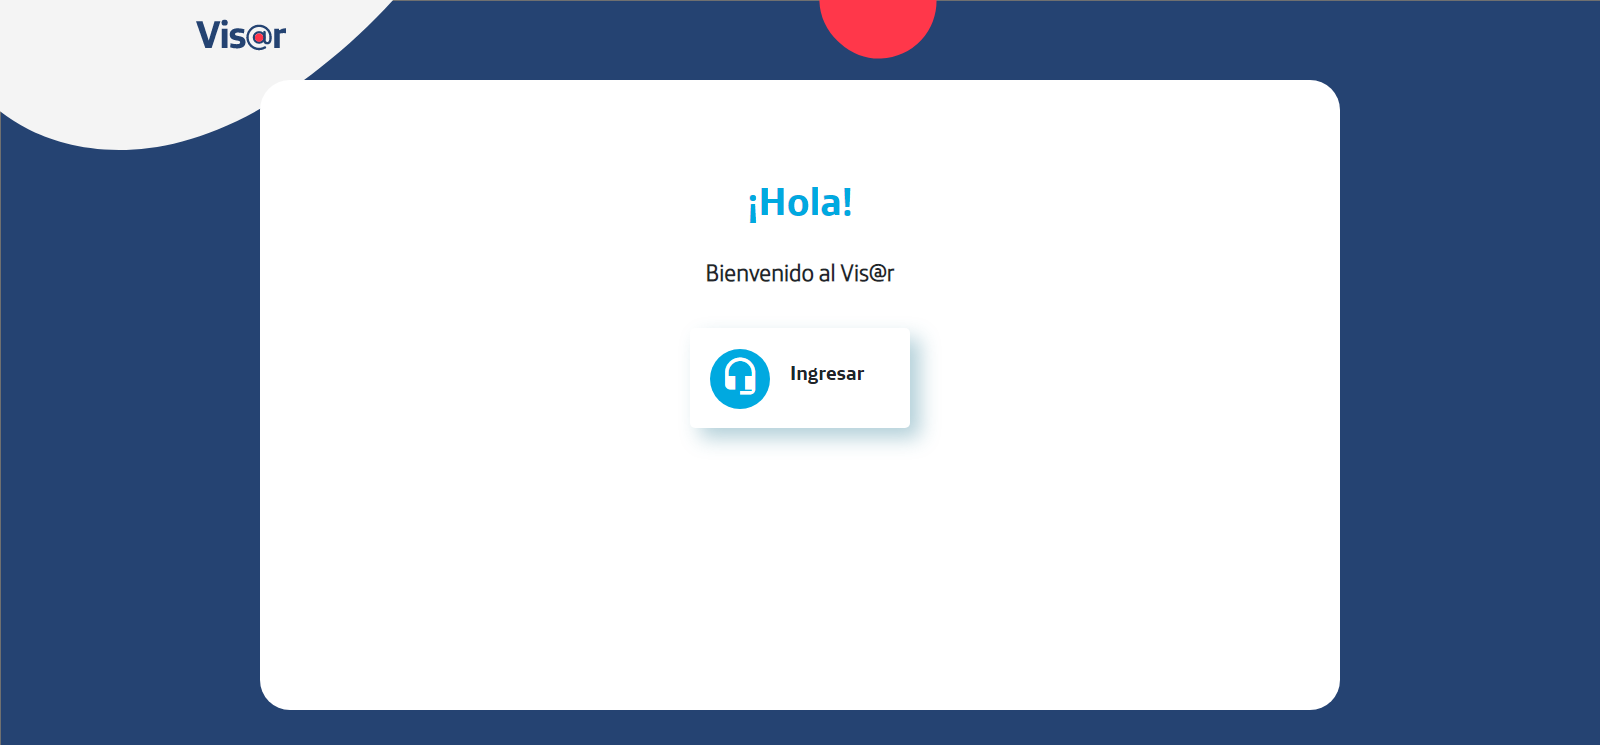 Vis@r
¡Hola!
Bienvenido al Vis@r
Ingresar